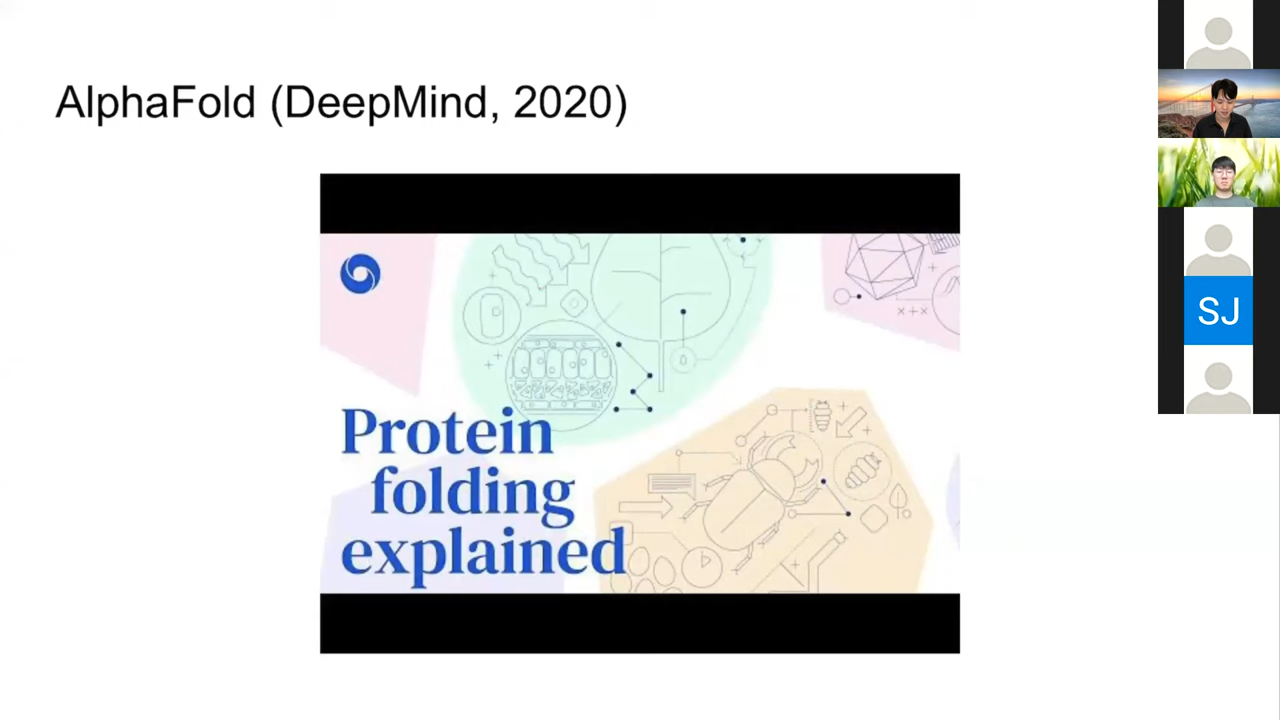 AlphaFold (DeepMind, 2020)
Protein
folding
explained
SJ